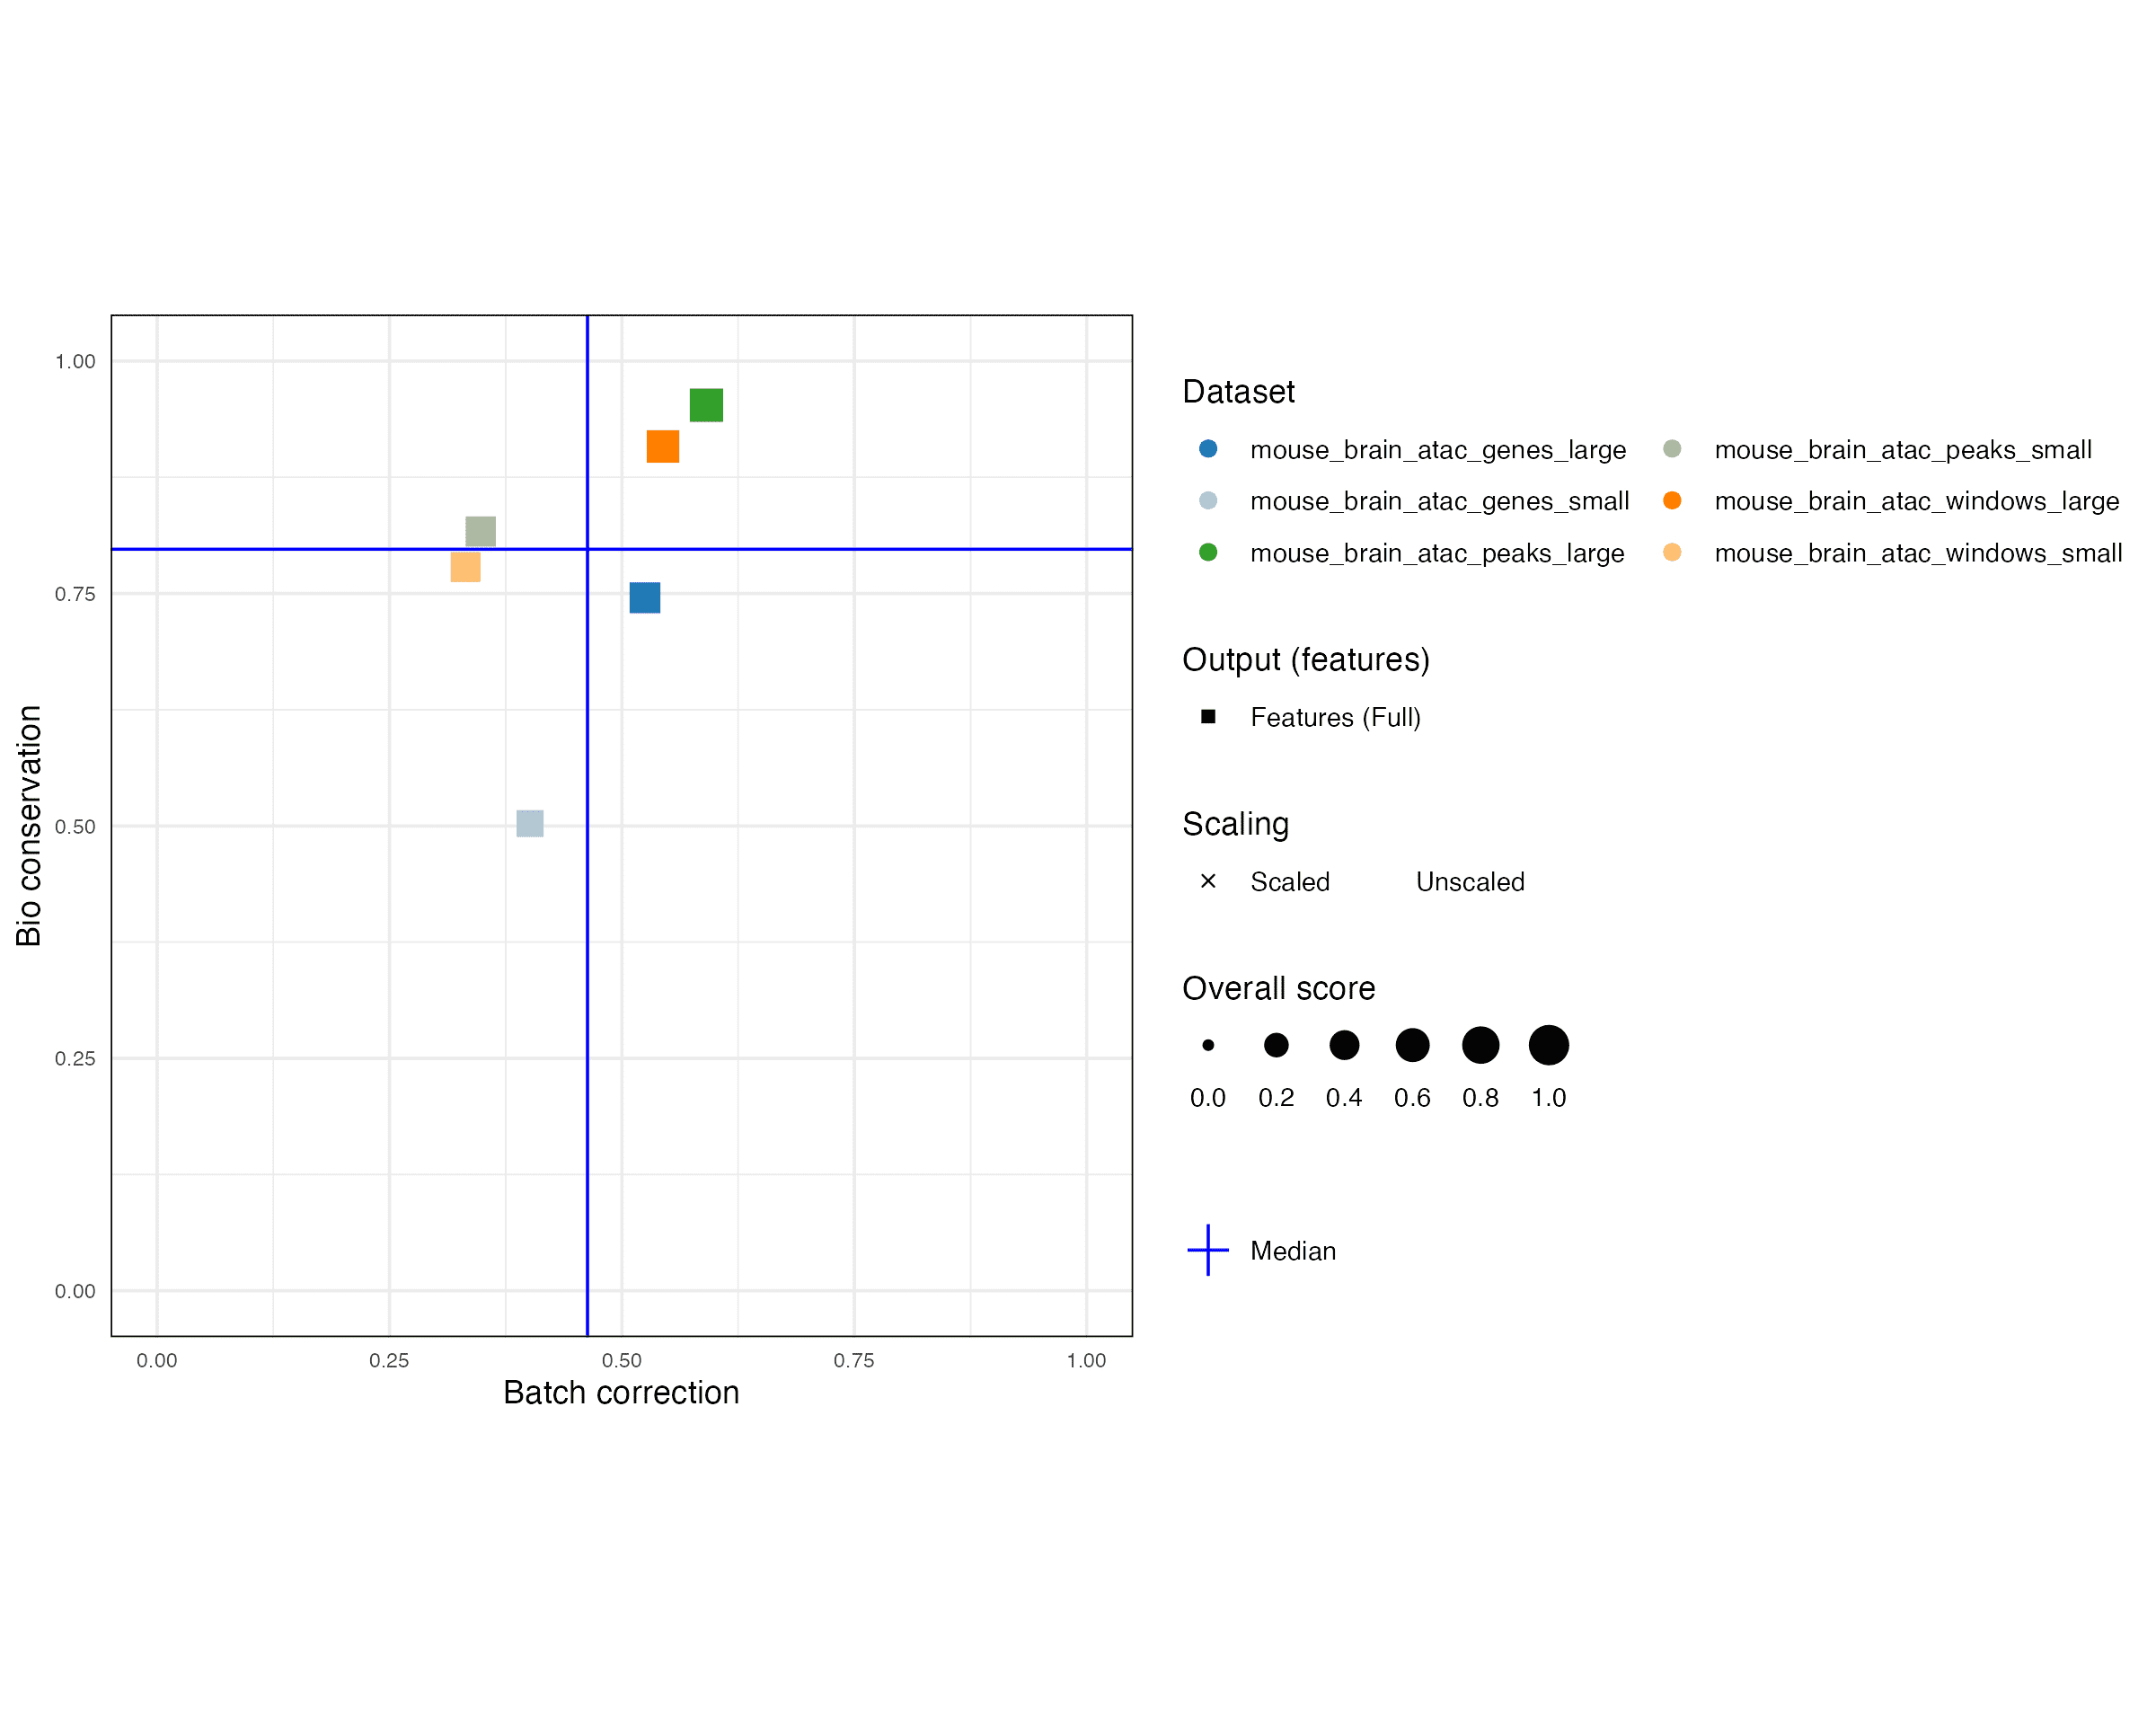 1.00
0.75
0.50
0.25
0.00
Bio conservation
0.00 0.25 0.50 0.75 1.00
Batch correction
Dataset
mouse_brain_atac_genes_large mouse_brain_atac_peaks_small
mouse_brain_atac_genes_small mouse_brain_atac_windows_large
mouse_brain_atac_peaks_large mouse_brain_atac_windows_small
Output (features)
Features (Full)
Scaling
Scaled Unscaled
Overall score
0.0 0.2 0.4 0.6 0.8 1.0
Median